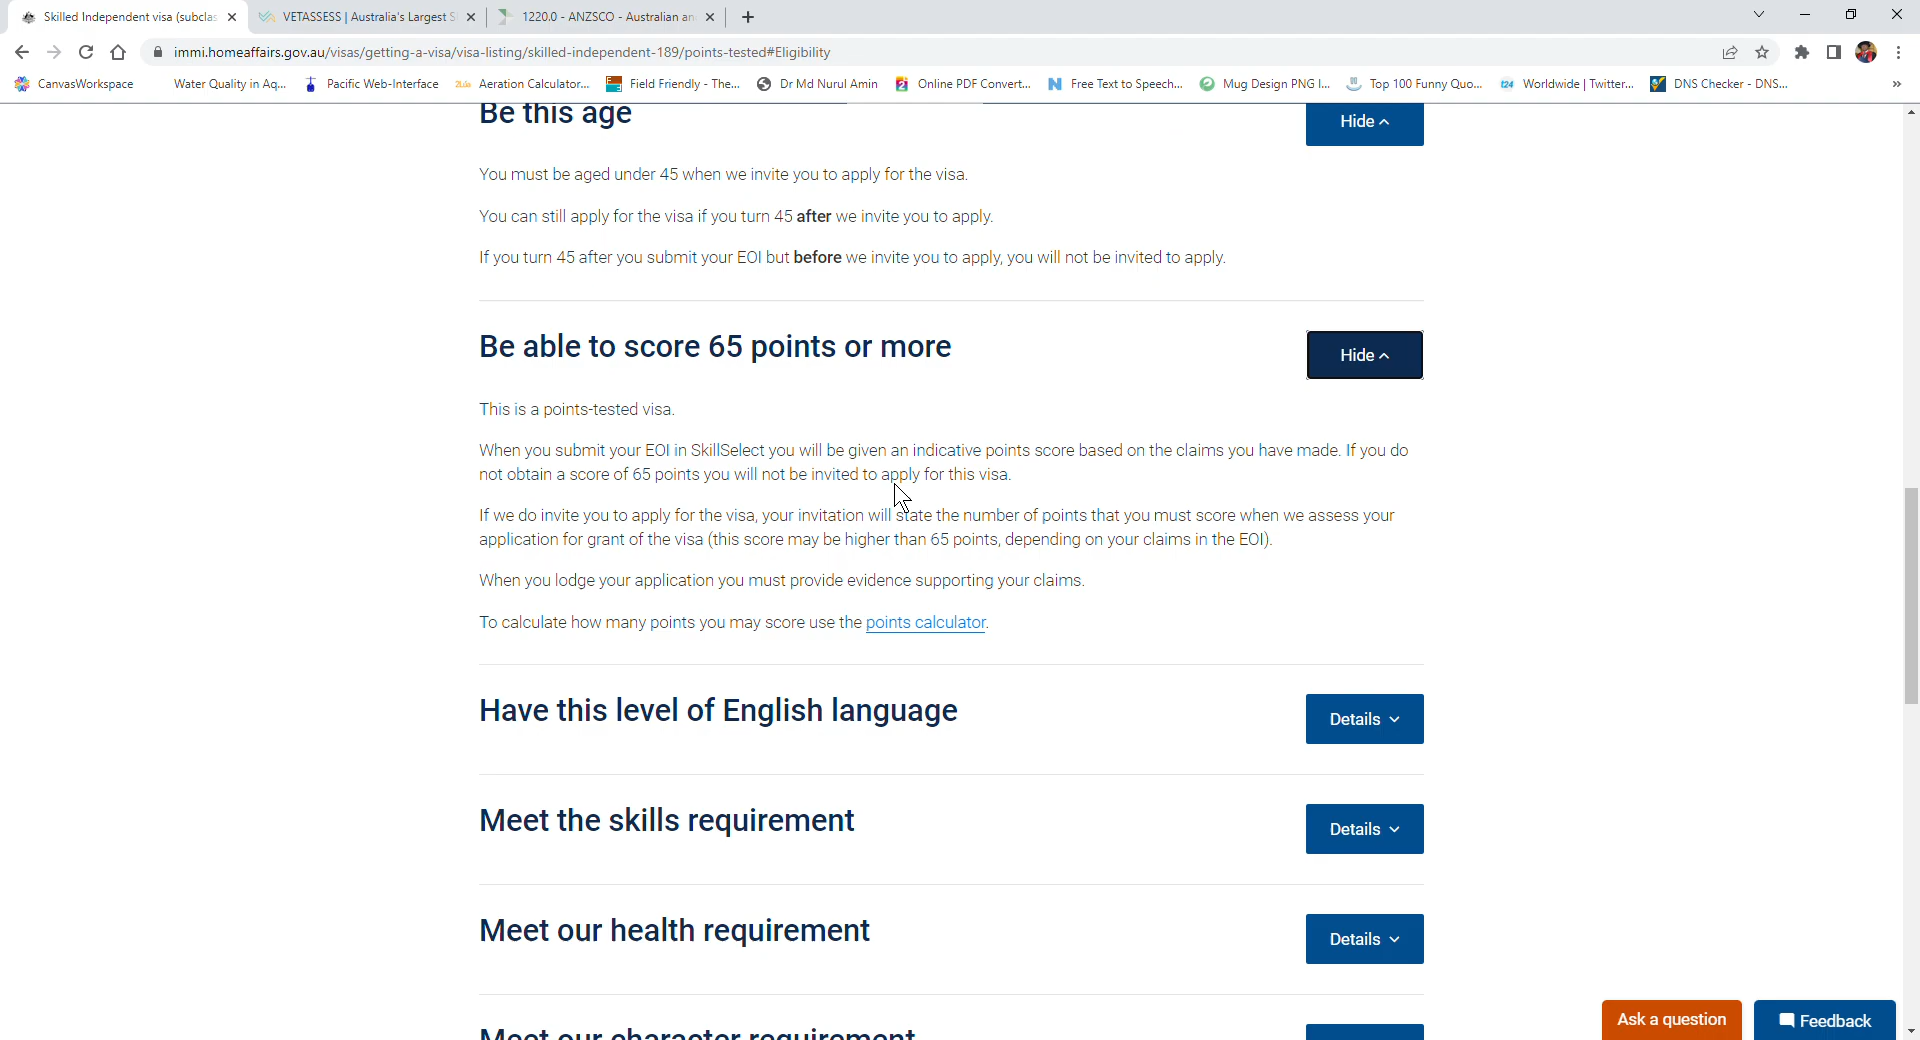 Skilled Independent visa (subclas
VETASSESS | Australia's Largest S
1220.0 - ANZSCO - Australian an
immi.homeaffairs.gov.au/visas/getting-a-visa/visa-listing/skilled-independent-189/points-tested#Eligibility
CanvasWorkspace
Water Quality in Aq...
Pacific Web-Interface
Aeration Calculator...
Field Friendly - The...
Dr Md Nurul Amin
Online PDF Convert...
Free Text to Speech...
Mug Design PNG I...
Top 100 Funny Quo...
t24
Worldwide | Twitter...
DNS Checker - DNS...
»
Be this age
Hide
You must be aged under 45 when we invite you to apply for the visa.
You can still apply for the visa if you turn 45 after we invite you to apply.
If you turn 45 after you submit your EOI but before we invite you to apply, you will not be invited to apply.
Be able to score 65 points or more
Hide
This is a points-tested visa.
When you submit your EOI in SkillSelect you will be given an indicative points score based on the claims you have made. If you do
not obtain a score of 65 points you will not be invited to apply for this visa.
If we do invite you to apply for the visa, your invitation will state the number of points that you must score when we assess your
application for grant of the visa (this score may be higher than 65 points, depending on your claims in the EOI).
When you lodge your application you must provide evidence supporting your claims.
To calculate how many points you may score use the points calculator.
Have this level of English language
Details
Meet the skills requirement
Details
Meet our health requirement
Details
Meet our character requirement
Ask a question
Feedback